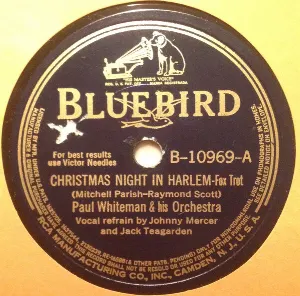 "HIS MASTER'S VOICE"
BLUEBIRD
For best results
use Victor Needles
B-10969-A
CHRISTMAS NIGHT IN HARLEM-Fox Trot
(Mitchell Parish-Raymond Scott)
Paul Whiteman & his Orchestra
Vocal refrain by Johnny Mercer
and Jack Teagarden
RCA MANUFACTURING CO., INC., CAMDEN, N. J., U. S. A.